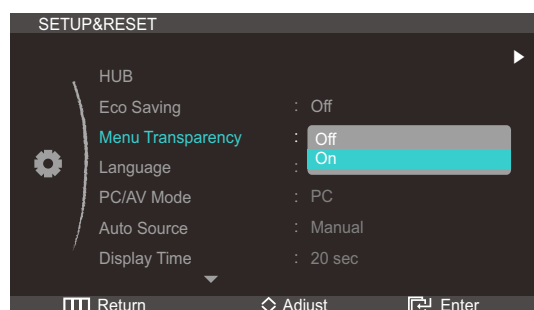 SETUP&RESET
HUB
Eco Saving : Off
Menu Transparency : Off
On
Language :
PC/AV Mode : PC
Auto Source : Manual
Display Time : 20 sec
Return Adjust Enter